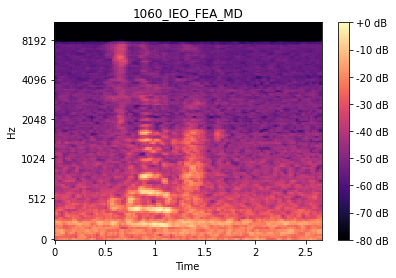 1060_IEO_FEA_MD
8192
4096
2048
1024
512
0
Hz
0
0.5
1
1.5
2
2.5
Time
+0 dB
-10 dB
-20 dB
-30 dB
-40 dB
-50 dB
-60 dB
-70 dB
-80 dB